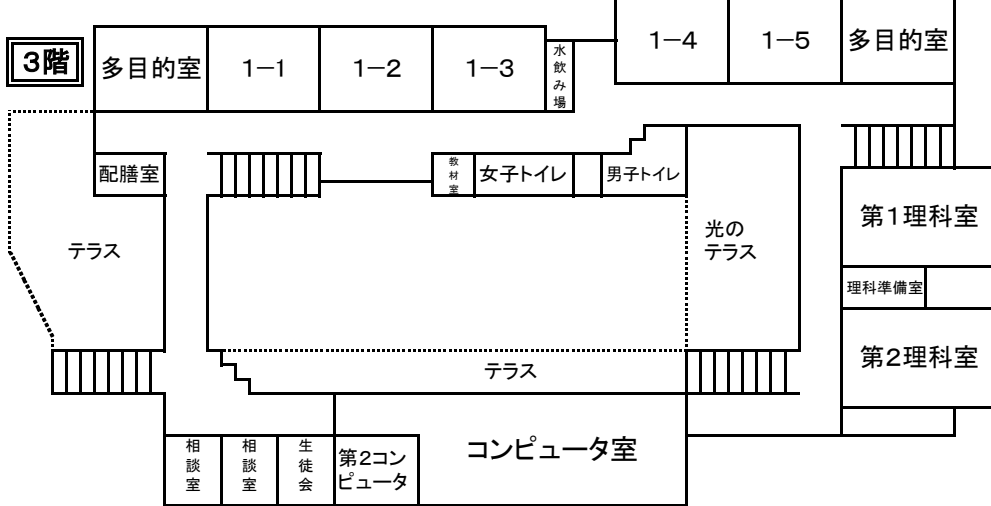 3階
多目的室
1－1
1－2
1－3
水飲み場
1－4
1－5
多目的室
配膳室
教材室
女子トイレ
男子トイレ
テラス
光の
テラス
第1理科室
理科準備室
第2理科室
テラス
相談室
相談室
生徒会
第2コン
ピュータ
コンピュータ室